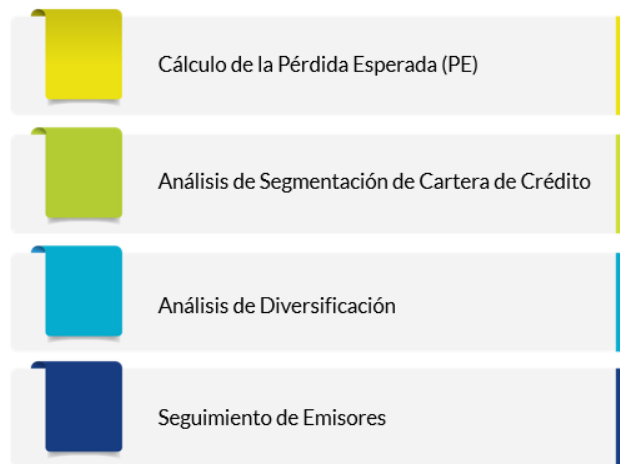 Cálculo de la Pérdida Esperada (PE)
Análisis de Segmentación de Cartera de Crédito
Análisis de Diversificación
Seguimiento de Emisores